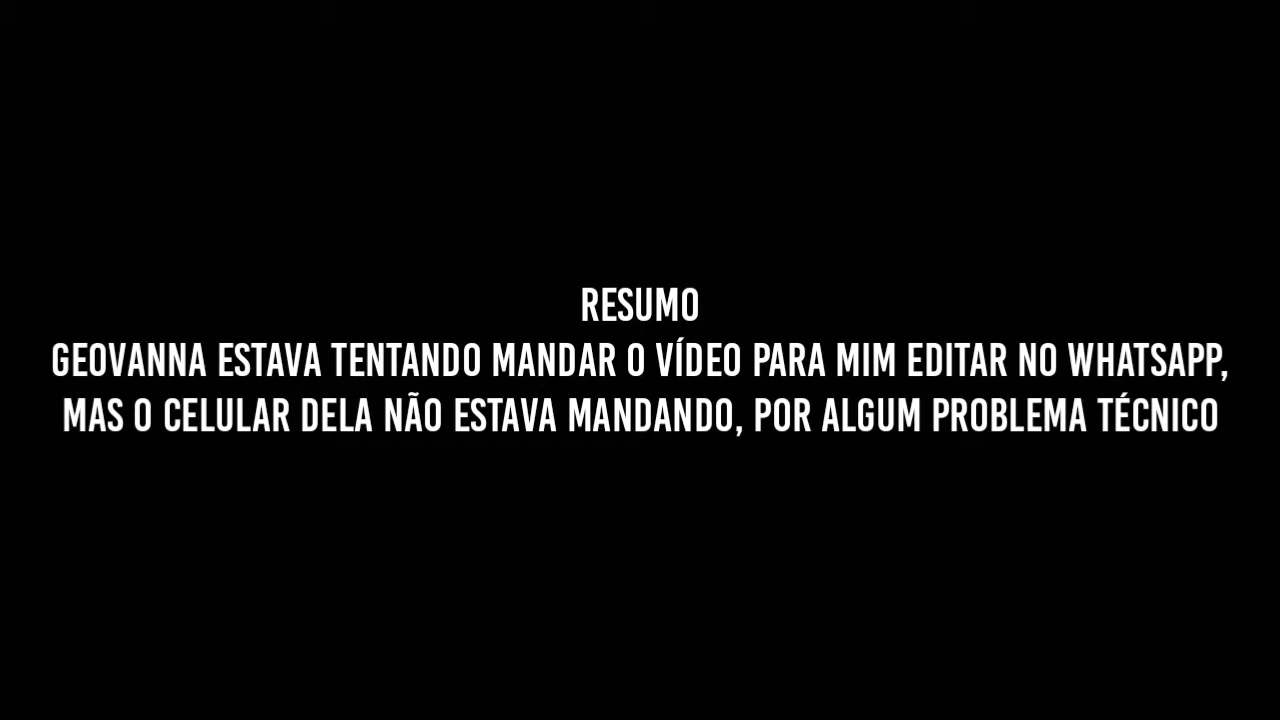 RESUMO
GEOVANNA ESTAVA TENTANDO MANDAR O VÍDEO PARA MIM EDITAR NO WHATSAPP,
MAS O CELULAR DELA NÃO ESTAVA MANDANDO, POR ALGUM PROBLEMA TÉCNICO